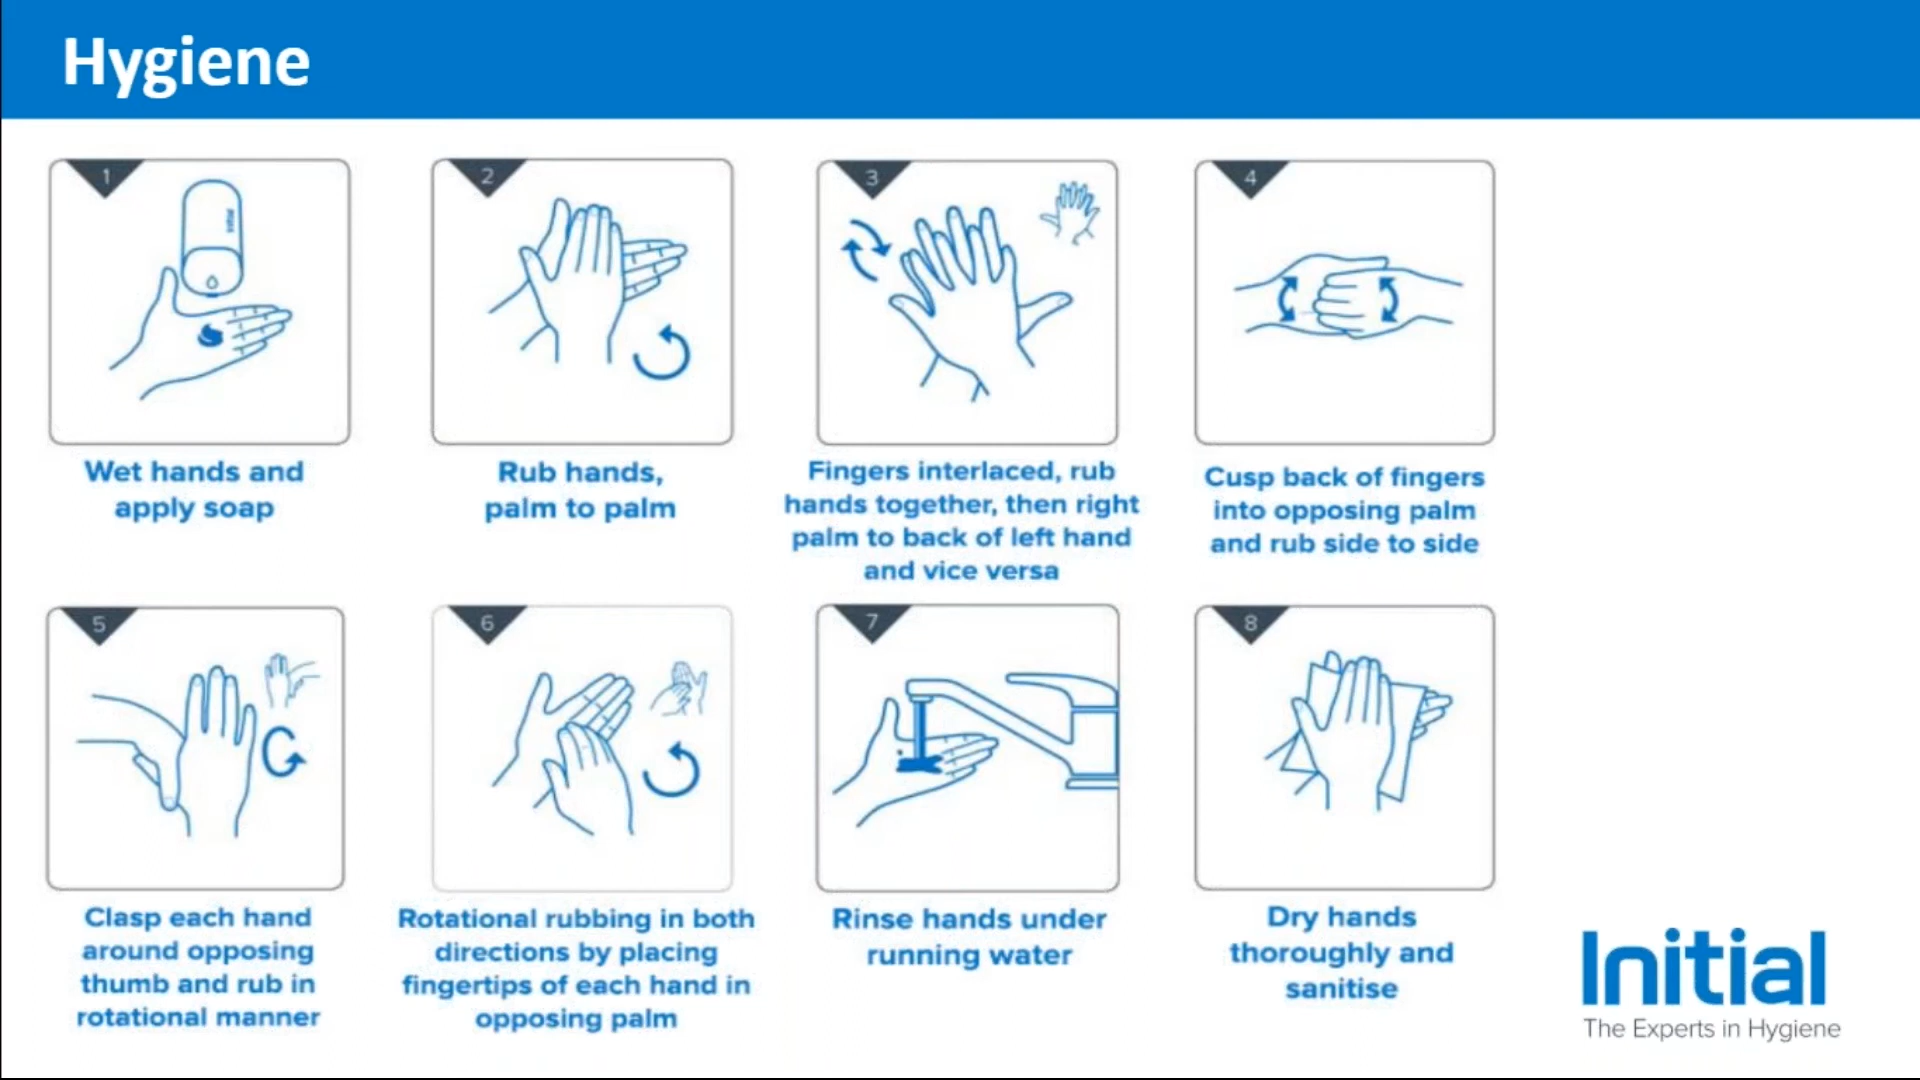 Hygiene
1
Wet hands and
apply soap
2
Rub hands,
palm to palm
3
Fingers interlaced, rub
hands together, then right
palm to back of left hand
and vice versa
4
Cusp back of fingers
into opposing palm
and rub side to side
5
Clasp each hand
around opposing
thumb and rub in
rotational manner
6
Rotational rubbing in both
directions by placing
fingertips of each hand in
opposing palm
7
Rinse hands under
running water
8
Dry hands
thoroughly and
sanitise
Initial
The Experts in Hygiene